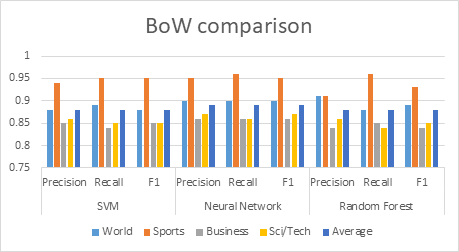 BoW comparison
1
0.95
0.9
0.85
0.8
0.75
Precision Recall F1 Precision Recall F1 Precision Recall F1
SVM Neural Network Random Forest
World Sports Business Sci/Tech Average